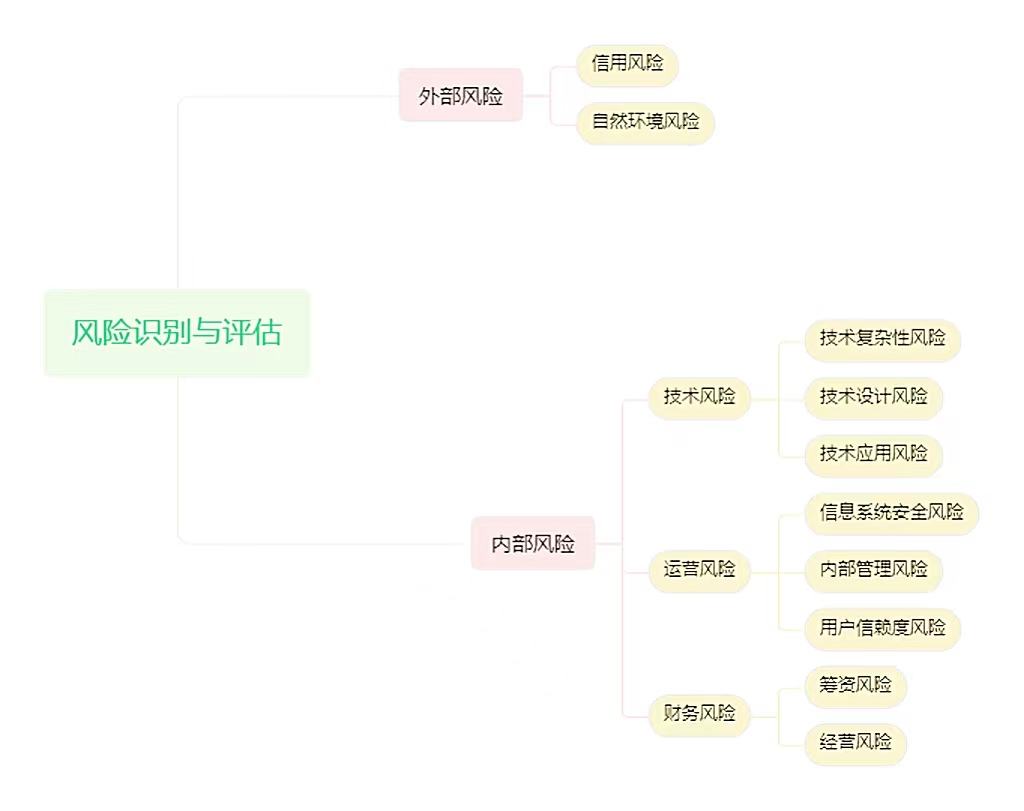 信用风险
外部风险
自然环境风险
风险识别与评估
技术复杂性风险
技术风险
技术设计风险
技术应用风险
信息系统安全风险
内部风险
运营风险
内部管理风险
用户信赖度风险
筹资风险
财务风险
经营风险